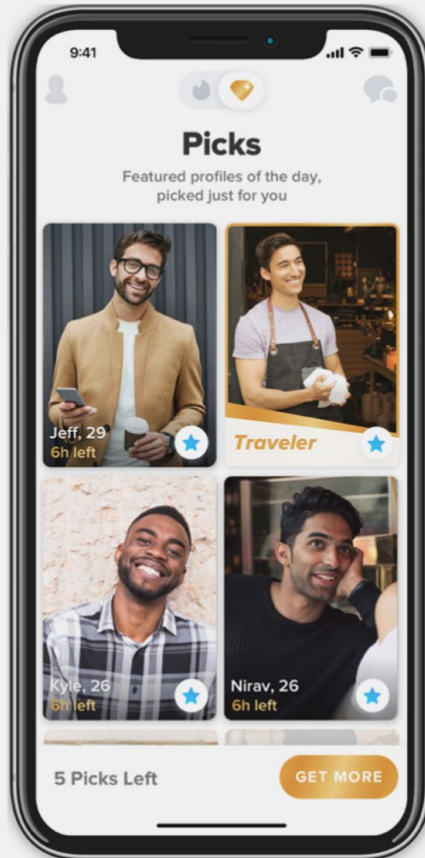 9:41
Picks
Featured profiles of the day,
picked just for you
Jeff, 29
6h left
Traveler
Kyle, 26
6h left
Nirav, 26
6h left
5 Picks Left
GET MORE